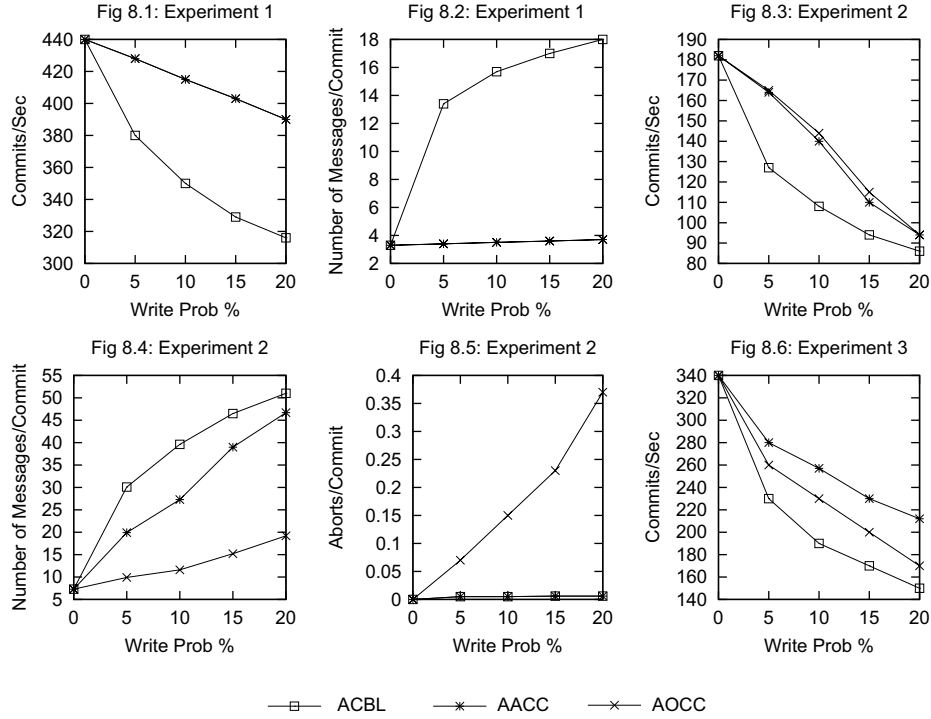 Fig 8.1: Experiment 1
Commits/Sec
440
420
400
380
360
340
320
300
0 5 10 15 20
Write Prob %
Fig 8.2: Experiment 1
Number of Messages/Commit
18
16
14
12
10
8
6
4
2
0 5 10 15 20
Write Prob %
Fig 8.3: Experiment 2
Commits/Sec
190
180
170
160
150
140
130
120
110
100
90
80
0 5 10 15 20
Write Prob %
Fig 8.4: Experiment 2
Number of Messages/Commit
55
50
45
40
35
30
25
20
15
10
5
0 5 10 15 20
Write Prob %
Fig 8.5: Experiment 2
Aborts/Commit
0.4
0.35
0.3
0.25
0.2
0.15
0.1
0.05
0
0 5 10 15 20
Write Prob %
Fig 8.6: Experiment 3
Commits/Sec
340
320
300
280
260
240
220
200
180
160
140
0 5 10 15 20
Write Prob %
ACBL AACC AOCC